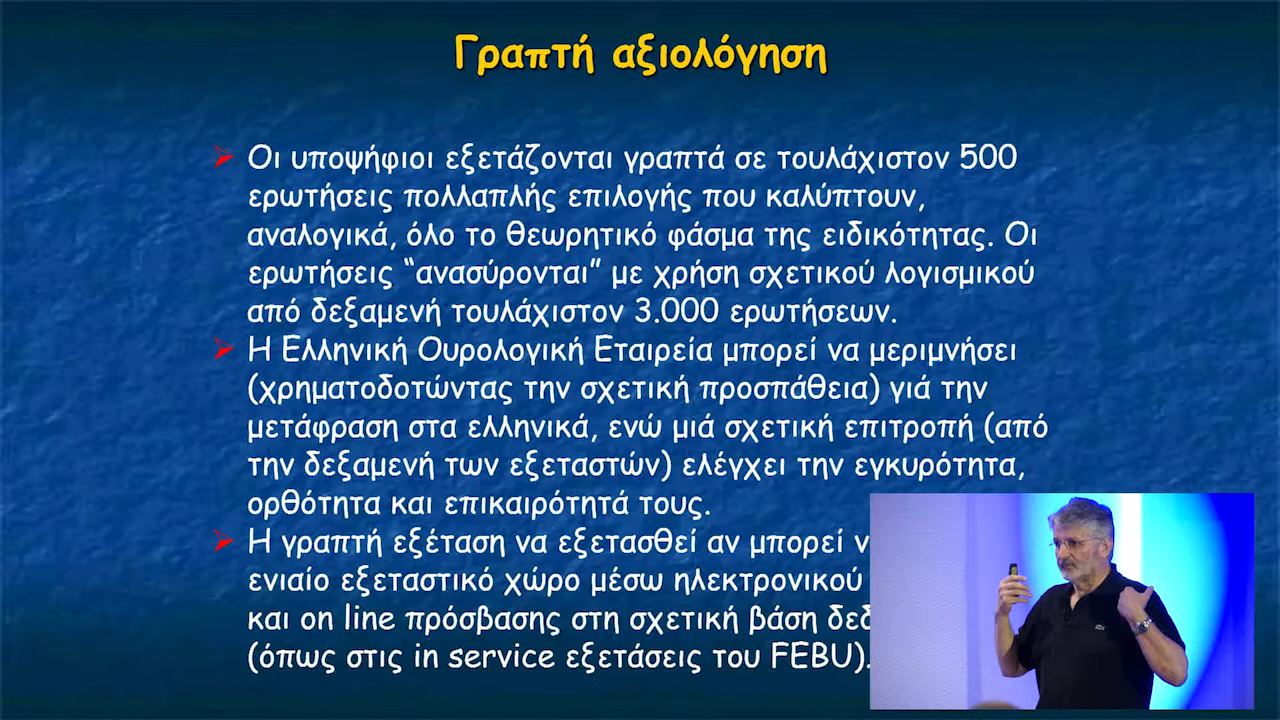 Γραπτή αξιολόγηση
Οι υποψήφιοι εξετάζονται γραπτά σε τουλάχιστον 500
ερωτήσεις πολλαπλής επιλογής που καλύπτουν,
αναλογικά, όλο το θεωρητικό φάσμα της ειδικότητας. Οι
ερωτήσεις “ανασύρονται” με χρήση σχετικού λογισμικού
από δεξαμενή τουλάχιστον 3.000 ερωτήσεων.
Η Ελληνική Ουρολογική Εταιρεία μπορεί να μεριμνήσει
(χρηματοδοτώντας την σχετική προσπάθεια) γιά την
μετάφραση στα ελληνικά, ενώ μιά σχετική επιτροπή (από
την δεξαμενή των εξεταστών) ελέγχει την εγκυρότητα,
ορθότητα και επικαιρότητά τους.
Η γραπτή εξέταση να εξετασθεί αν μπορεί
ενιαίο εξεταστικό χώρο μέσω ηλεκτρονικού
και on line πρόσβασης στη σχετική βάση
(όπως στις in service εξετάσεις του FEBU).